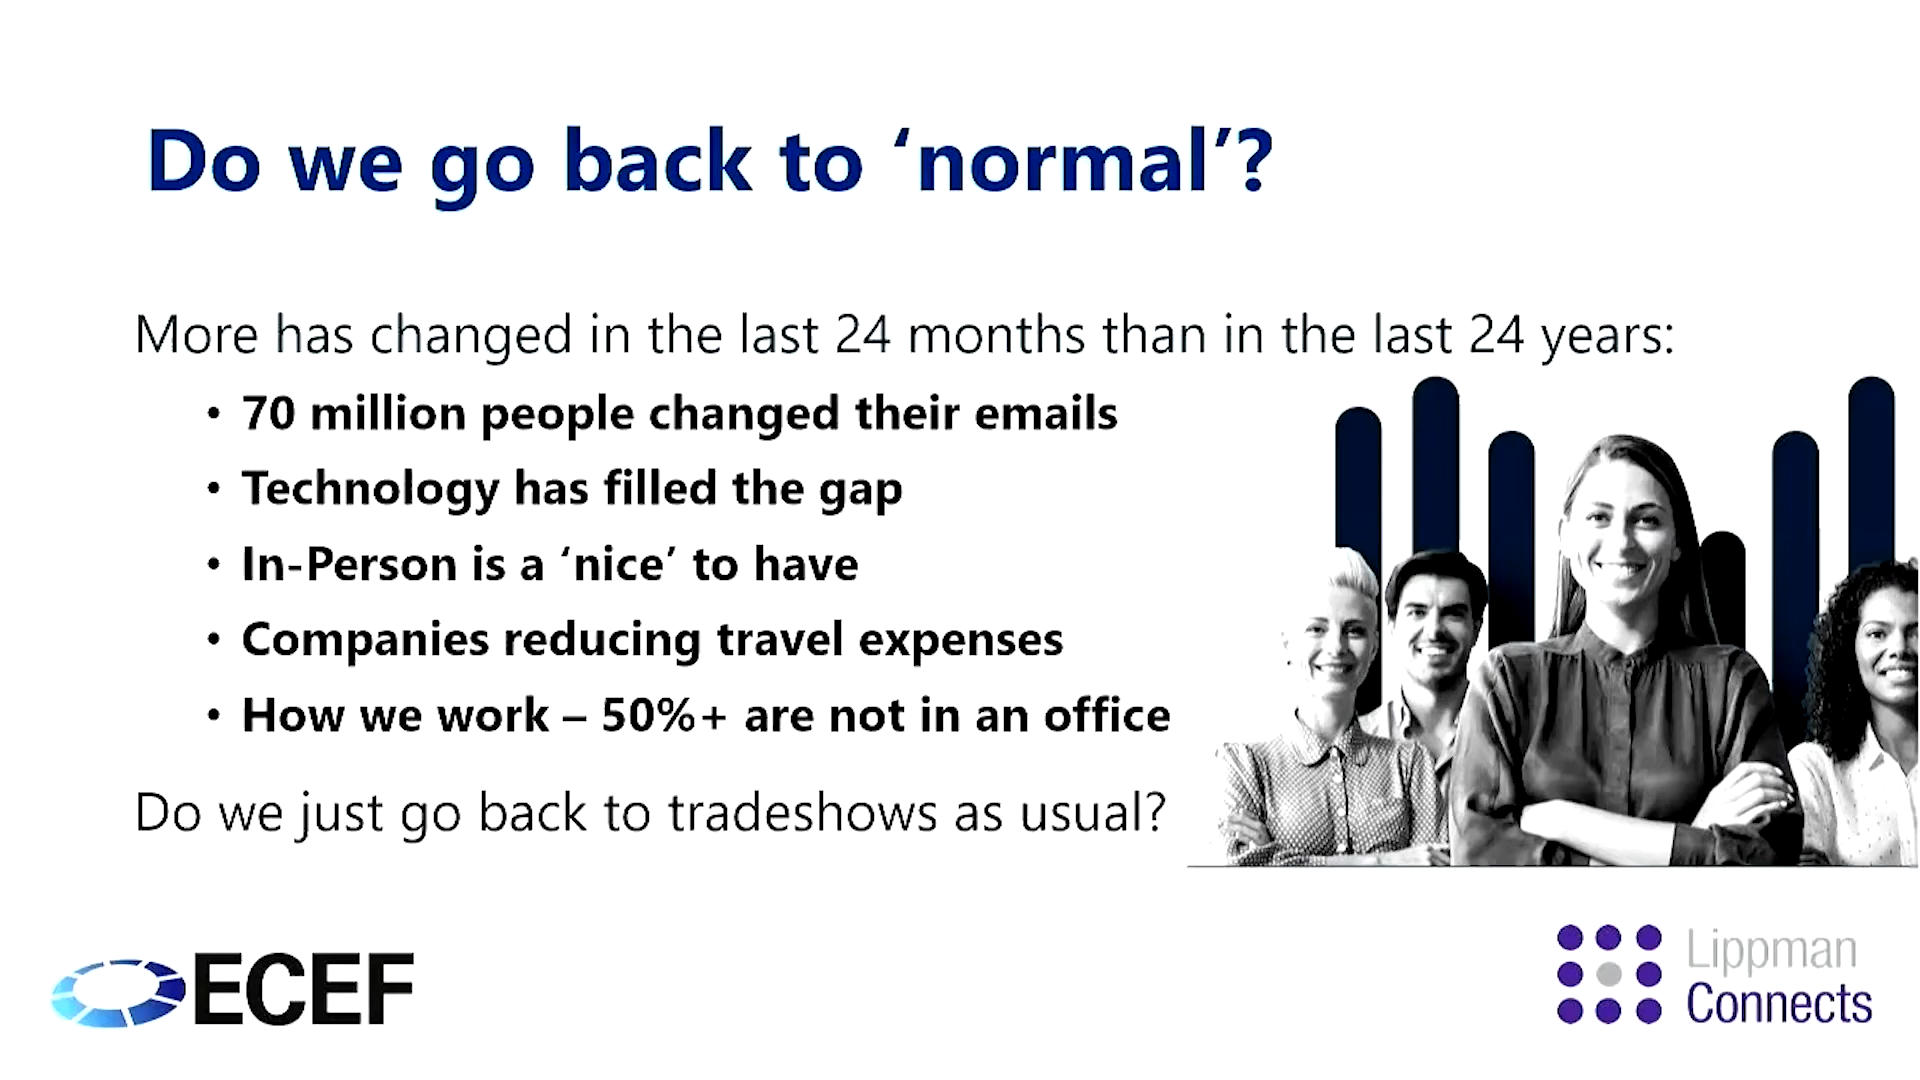 Do we go back to ‘normal’?
More has changed in the last 24 months than in the last 24 years:
• 70 million people changed their emails
• Technology has filled the gap
• In-Person is a ‘nice’ to have
• Companies reducing travel expenses
• How we work – 50%+ are not in an office
Do we just go back to tradeshows as usual?
ECEF
Lippman
Connects